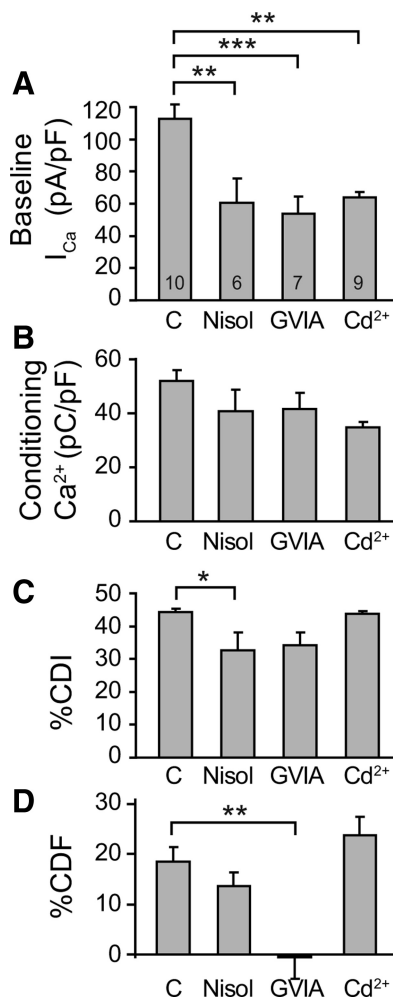 **
***
**
A
Baseline
I_Ca (pA/pF)
120
100
80
60
40
20
0
10
6
7
9
C Nisol GVIA Cd²⁺
B
Conditioning
Ca²⁺ (pC/pF)
60
40
20
0
C Nisol GVIA Cd²⁺
C
%CDI
50
40
30
20
10
0
*
C Nisol GVIA Cd²⁺
D
%CDF
30
20
10
0
**
C Nisol GVIA Cd²⁺